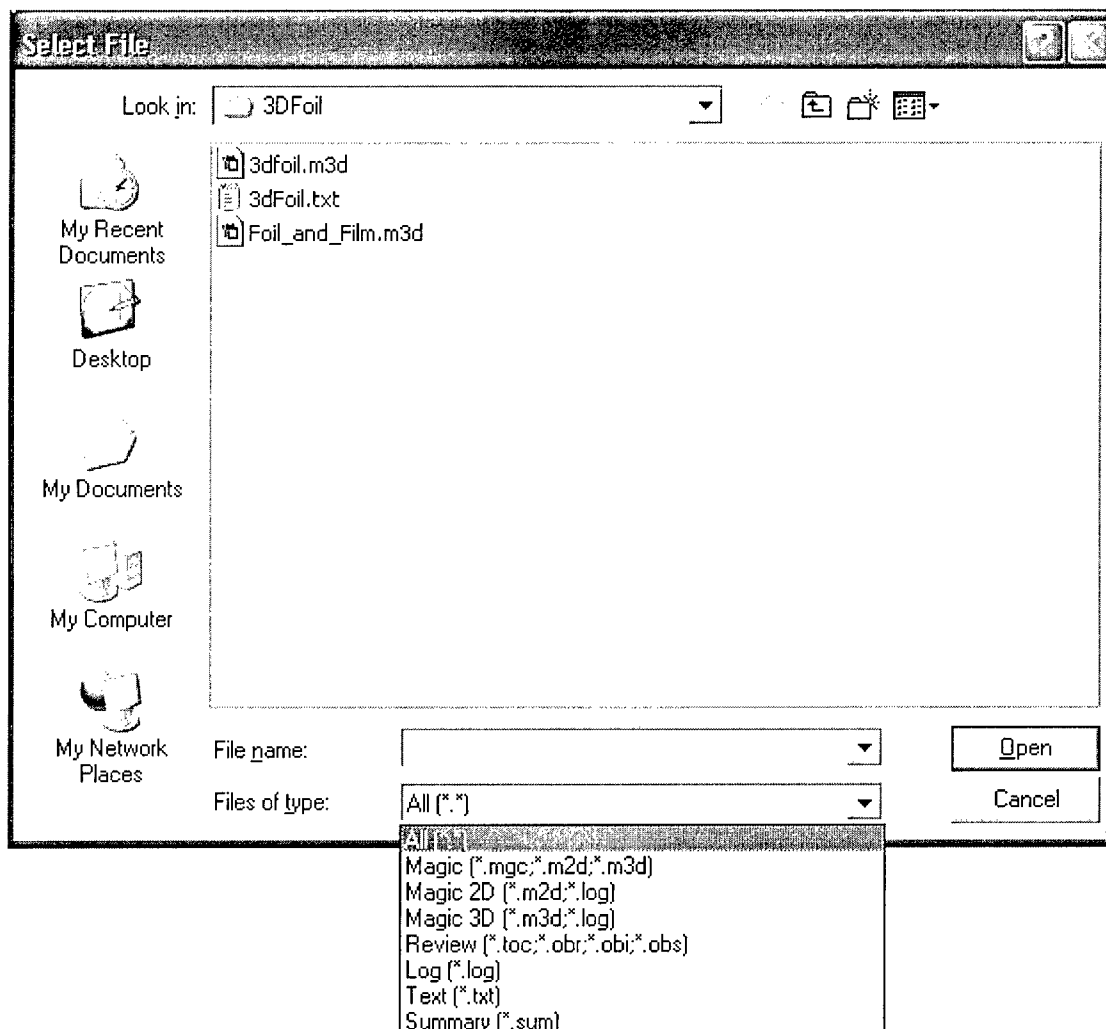 Select File
Look in: 3DFoil
3dfoil.m3d
3dFoil.txt
Foil_and_Film.m3d
My Recent
Documents
Desktop
My Documents
My Computer
My Network
Places
File name:
Open
Files of type: All (*.*)
Cancel
All (*.*)
Magic (*.mgc;*.m2d;*.m3d)
Magic 2D (*.m2d;*.log)
Magic 3D (*.m3d;*.log)
Review (*.toc;*.obr;*.obi;*.obs)
Log (*.log)
Text (*.txt)
Summary (*.sum)